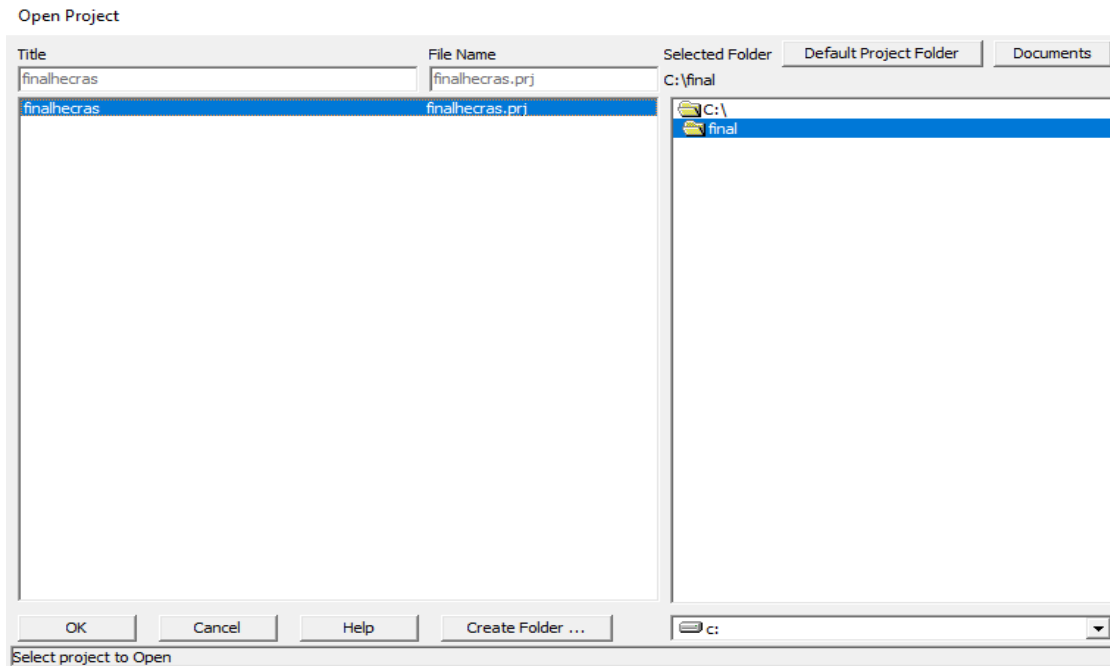 Open Project
Title File Name Selected Folder Default Project Folder Documents
finalhecras finalhecras.prj C:\final
finalhecras finalhecras.prj C:\
final
OK Cancel Help Create Folder ... c:
Select project to Open